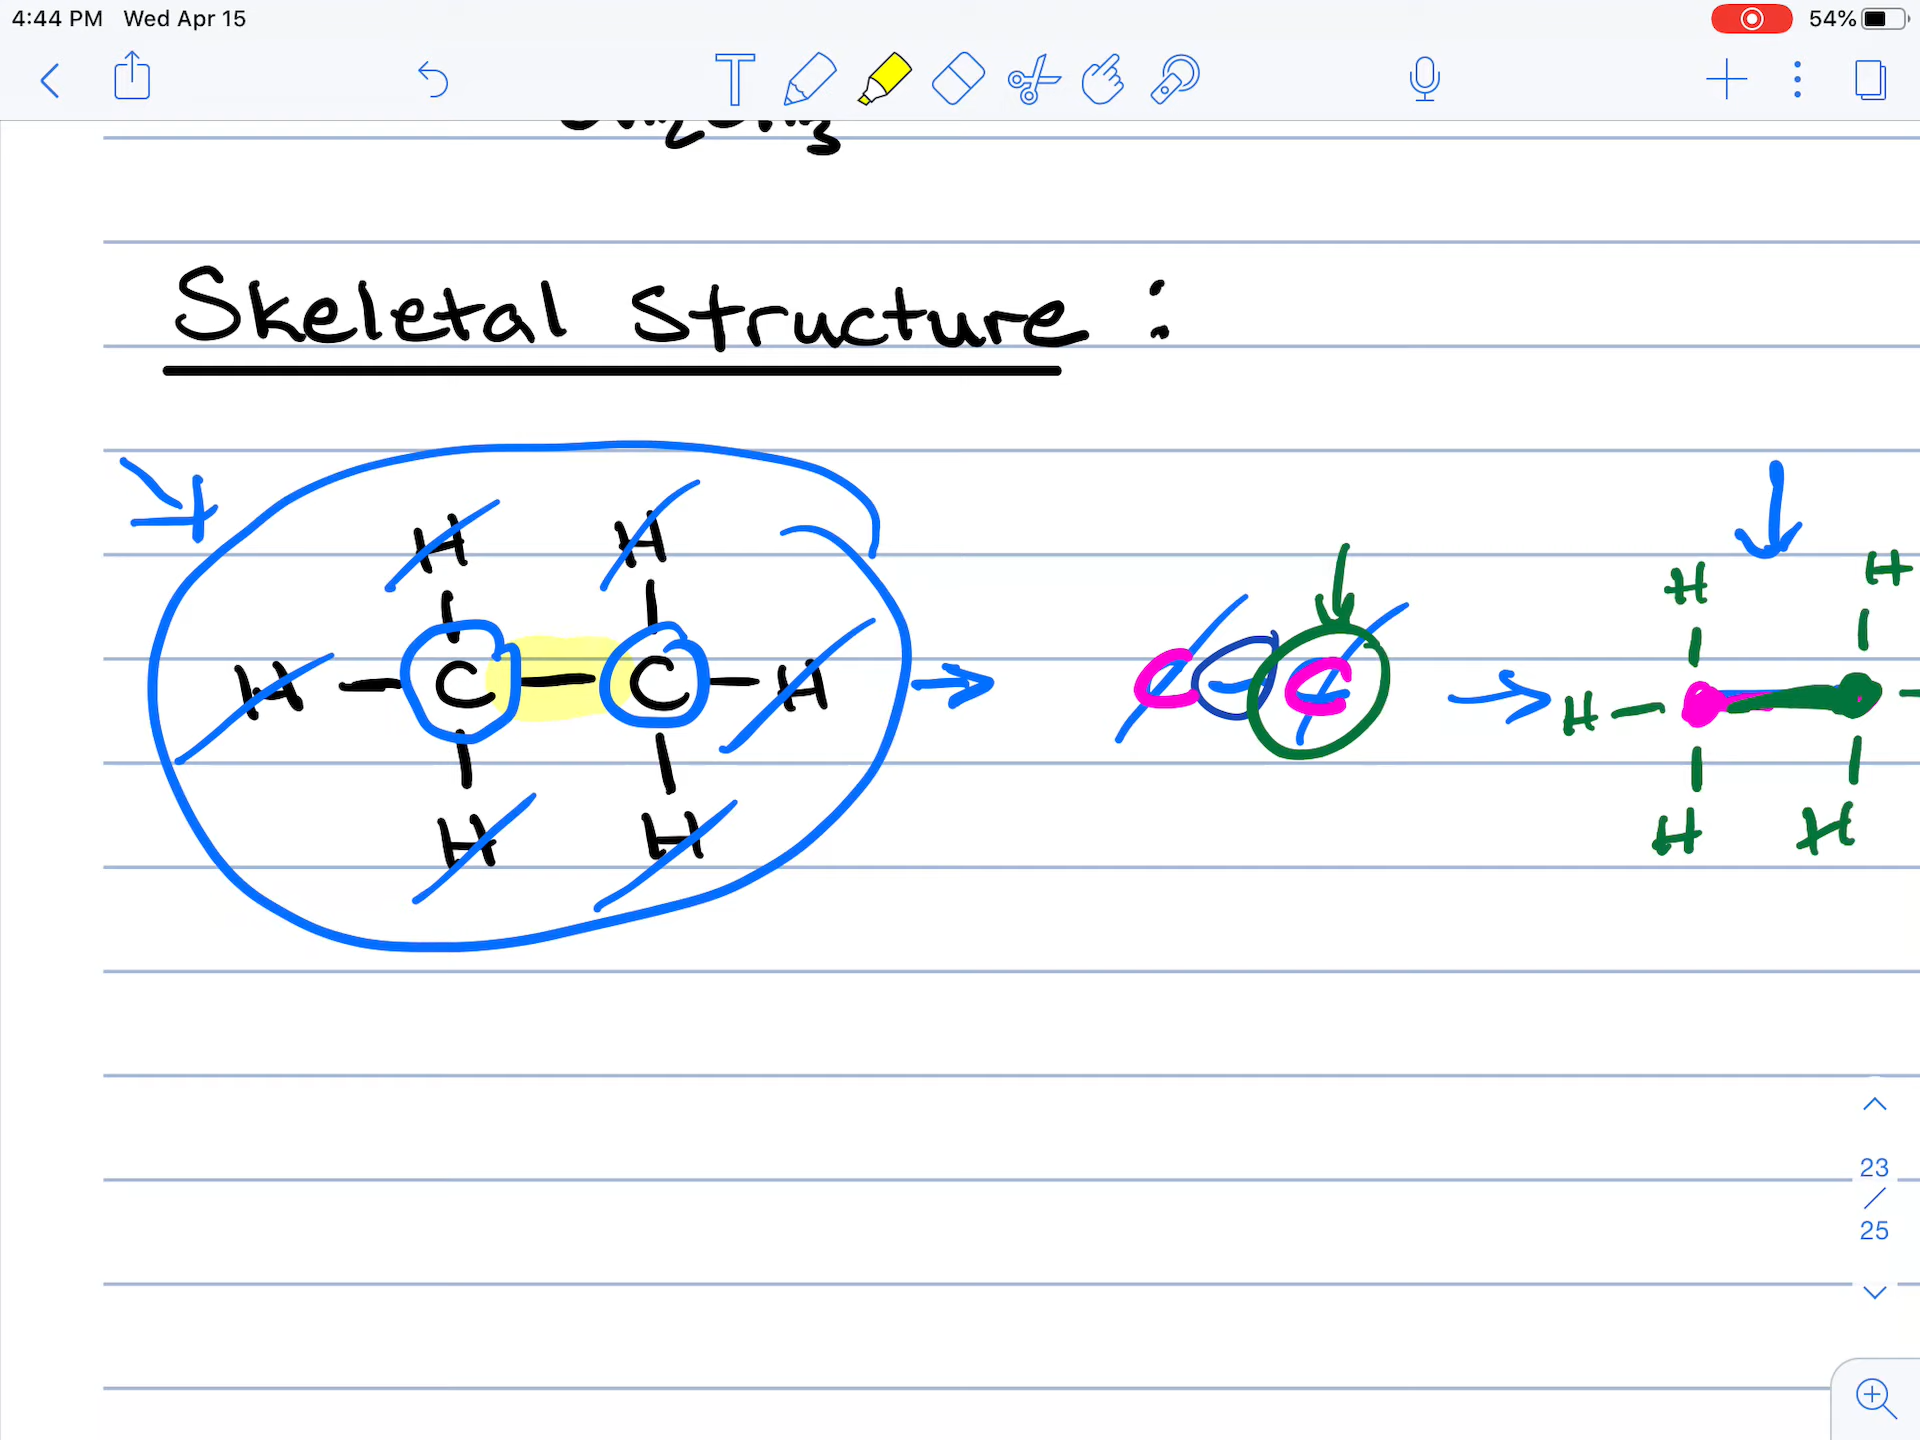 4:44 PM Wed Apr 15
54%
Skeletal Structure :
H H
H C C H
H H
C C
H H
H
H H
23
/
25